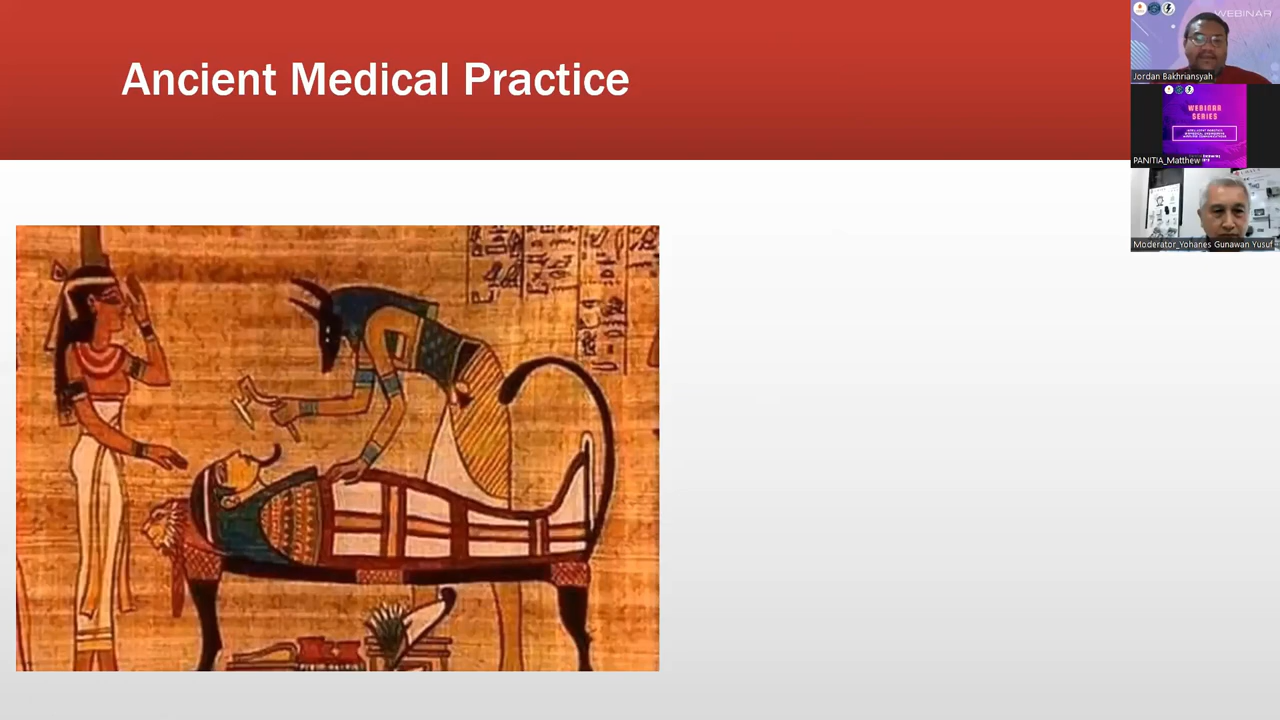 Ancient Medical Practice
WEBINAR
Jordan Bakhriansyah
WEBINAR
SERIES
PANITIA_Matthew
Moderator_Yohanes Gunawan Yusuf